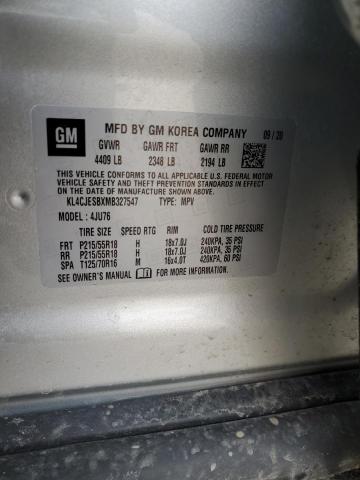 GM MFD BY GM KOREA COMPANY 09/20
GVWR GAWR FRT GAWR RR
4409 LB 2348 LB 2194 LB
THIS VEHICLE CONFORMS TO ALL APPLICABLE U.S. FEDERAL MOTOR
VEHICLE SAFETY, BUMPER, AND THEFT PREVENTION STANDARDS IN EFFECT
ON THE DATE OF MANUFACTURE SHOWN ABOVE.
KL4CJESBXMB327547 TYPE: MPV
MODEL: 4JU76
TIRE SIZE SPEED RTG RIM COLD TIRE PRESSURE
FRT P215/55R18 H 18x7.0J 240KPA, 35 PSI
RR P215/55R18 H 18x7.0J 240KPA, 35 PSI
SPA T125/70R16 M 16x4.0T 420KPA, 60 PSI
SEE OWNER'S MANUAL FOR MORE INFORMATION.